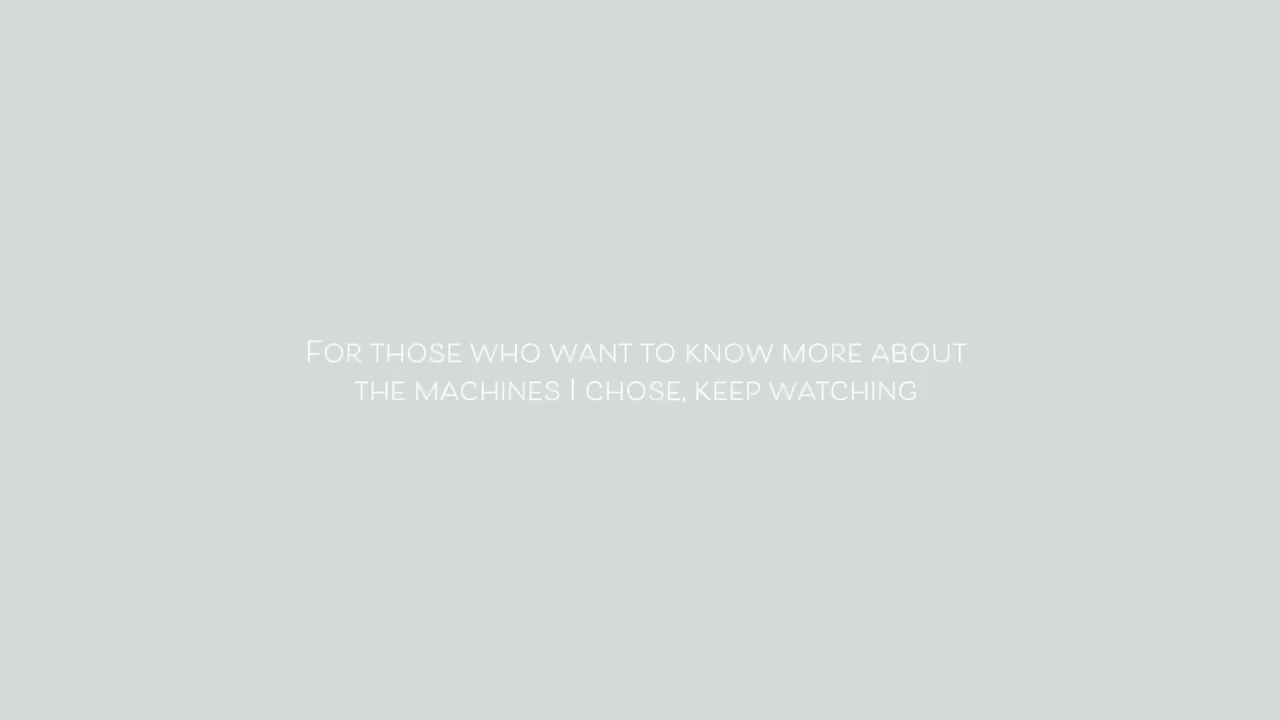 For those who want to know more about
the machines I chose, keep watching